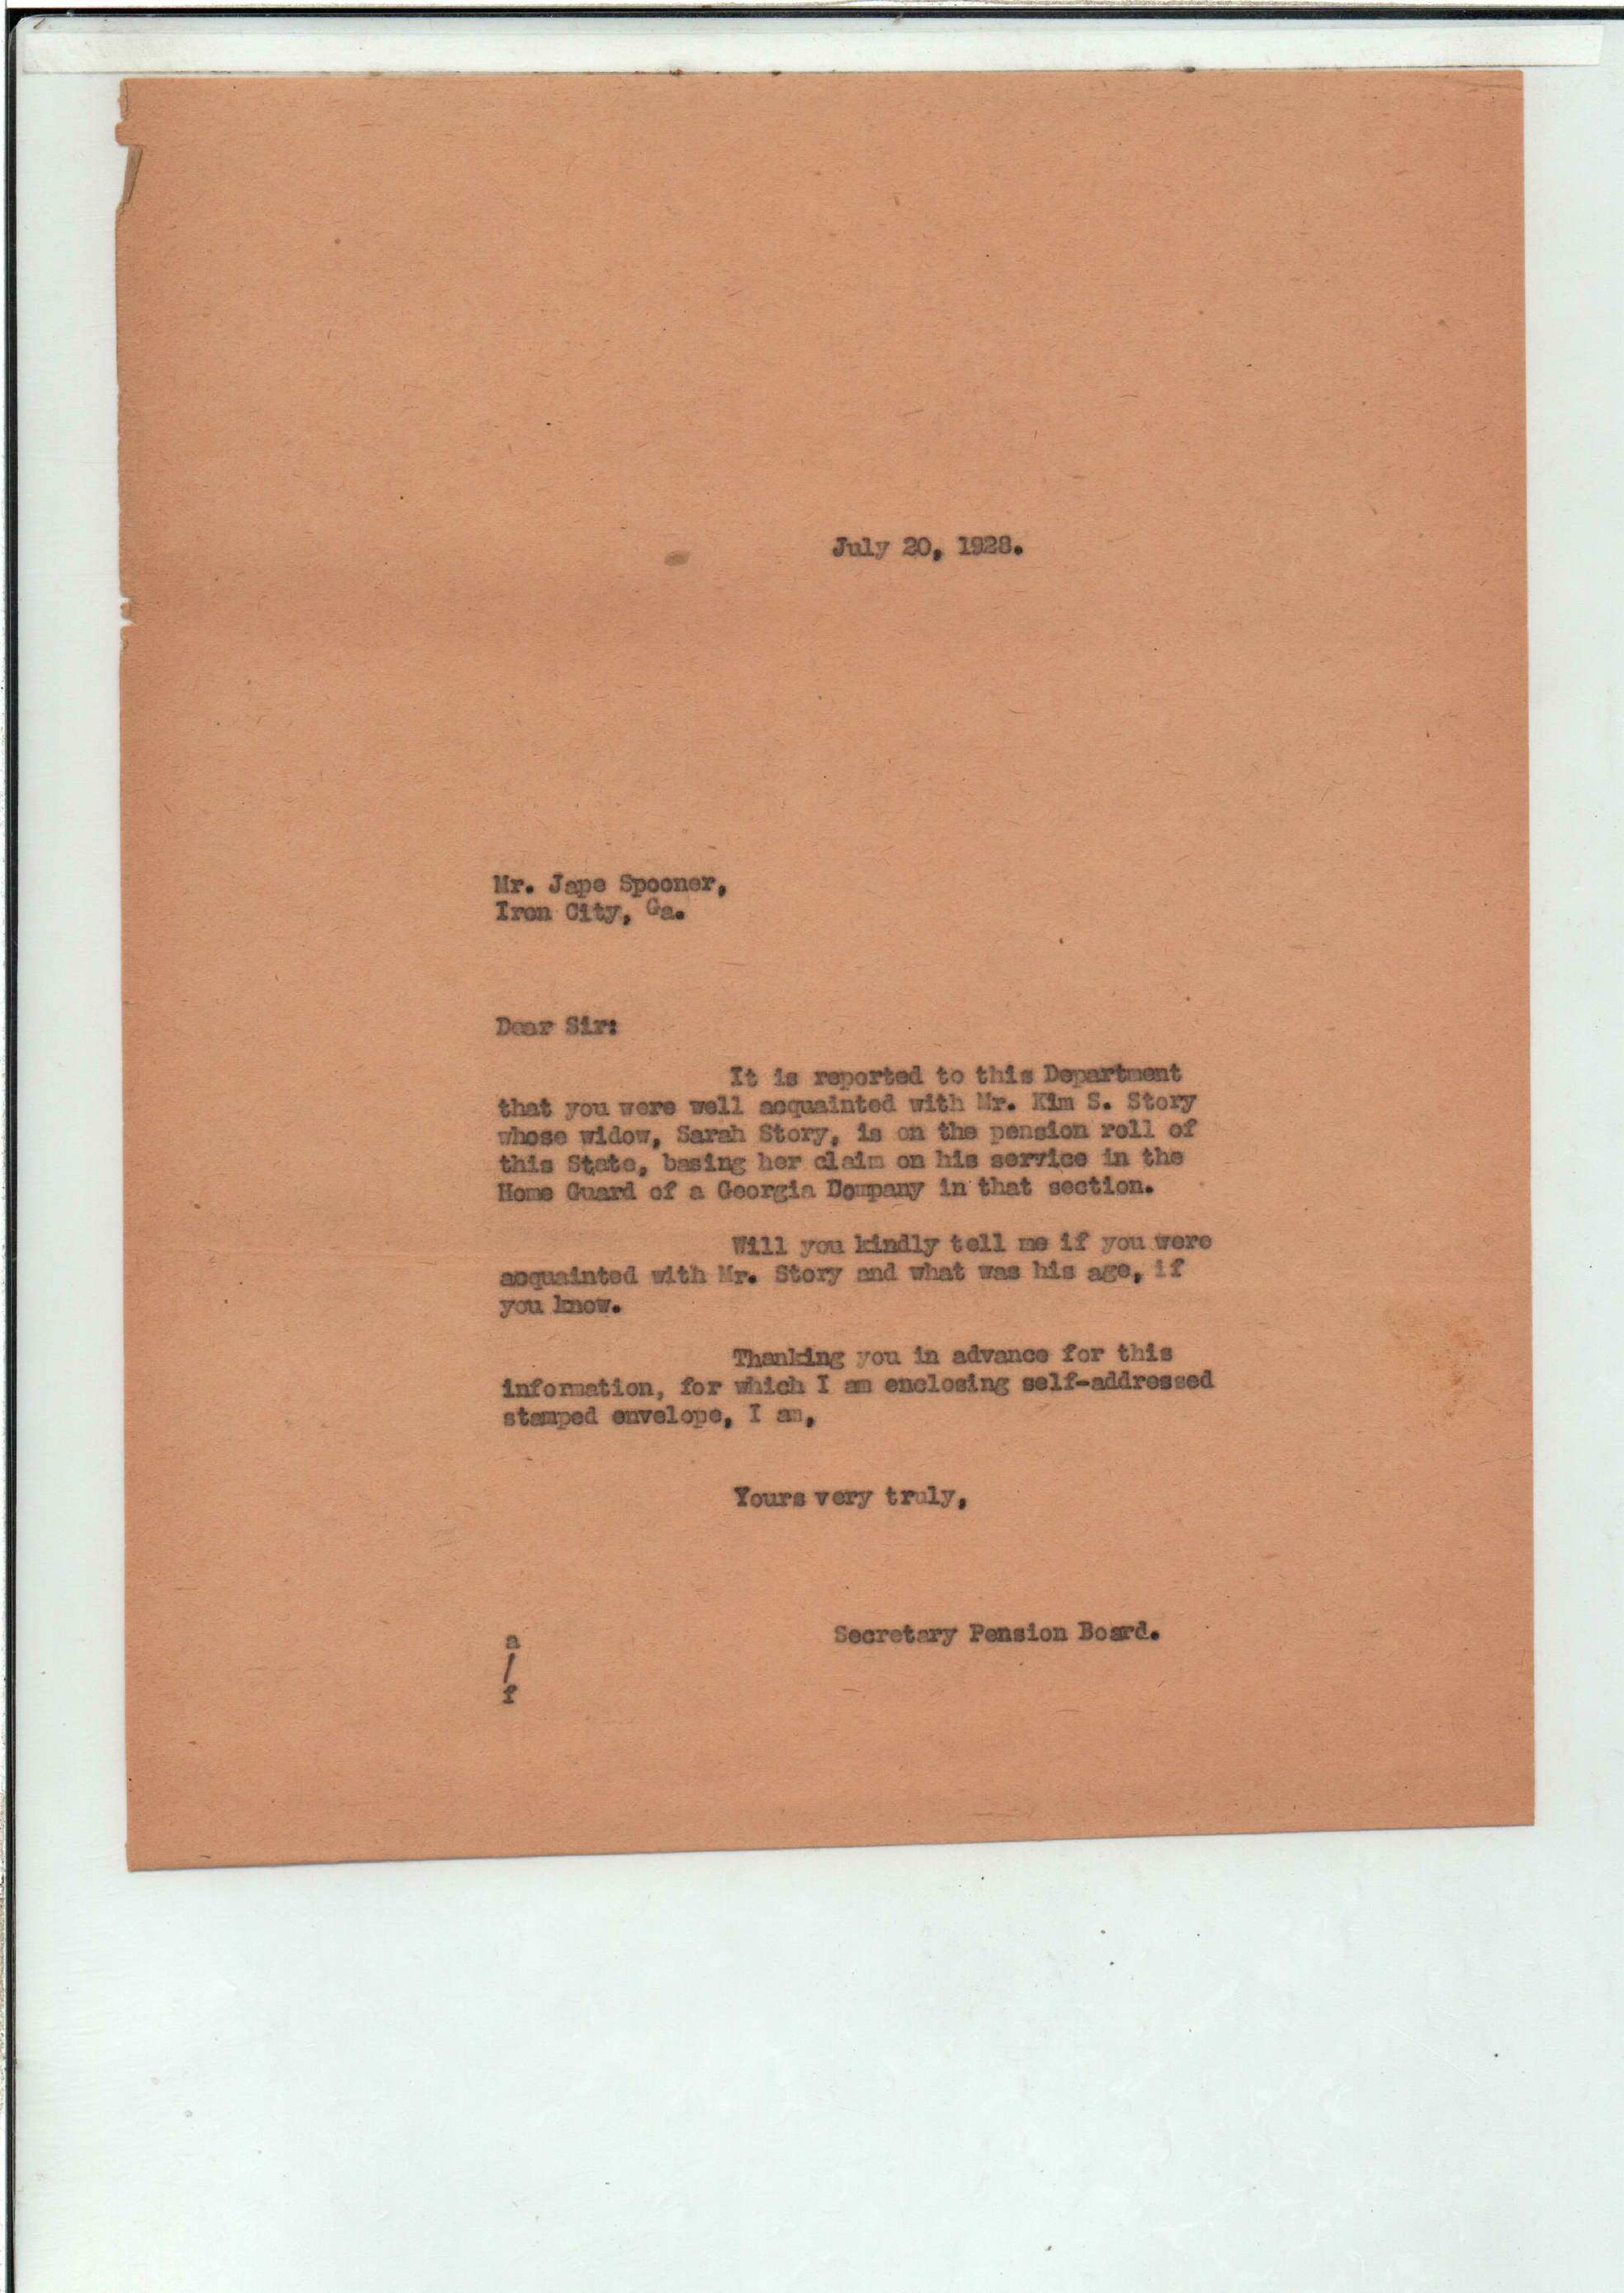 July 20, 1928.
Mr. Jape Spooner,
Iron City, Ga.
Dear Sir:
It is reported to this Department
that you were well acquainted with Mr. Kim S. Story
whose widow, Sarah Story, is on the pension roll of
this State, basing her claim on his service in the
Home Guard of a Georgia Company in that section.
Will you kindly tell me if you were
acquainted with Mr. Story and what was his age, if
you know.
Thanking you in advance for this
information, for which I am enclosing self-addressed
stamped envelope, I am,
Yours very truly,
Secretary Pension Board.
a
/
f